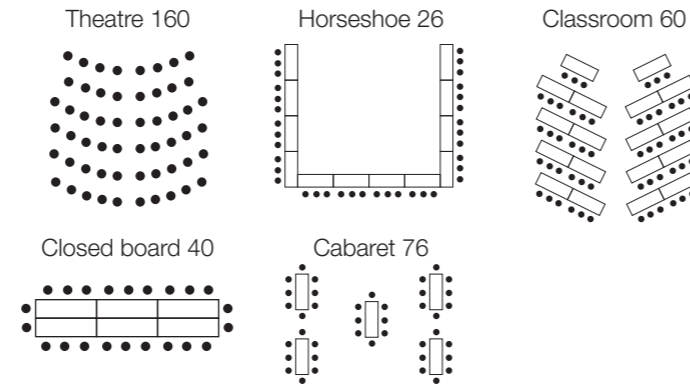 Theatre 160
Horseshoe 26
Classroom 60
Closed board 40
Cabaret 76